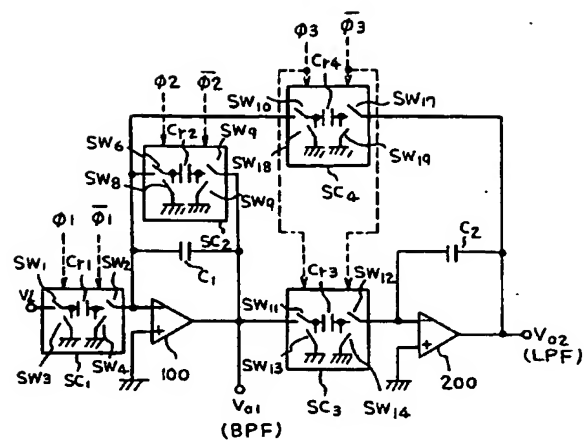 ϕ3 ϕ̅3
Cr4
ϕ2 ϕ̅2
SW10 SW17
Cr2 SW9
SW6
SW18 SW19
SW8 SW9
SC4
ϕ1 ϕ̅1
SC2
C1
C2
Cr1 Cr3
SW1 SW2
SW11 SW12
Vi
SW3 SW4
SC1
100
SW13 SW14
SC3
200
Vo2
(LPF)
Vo1
(BPF)
− + − +